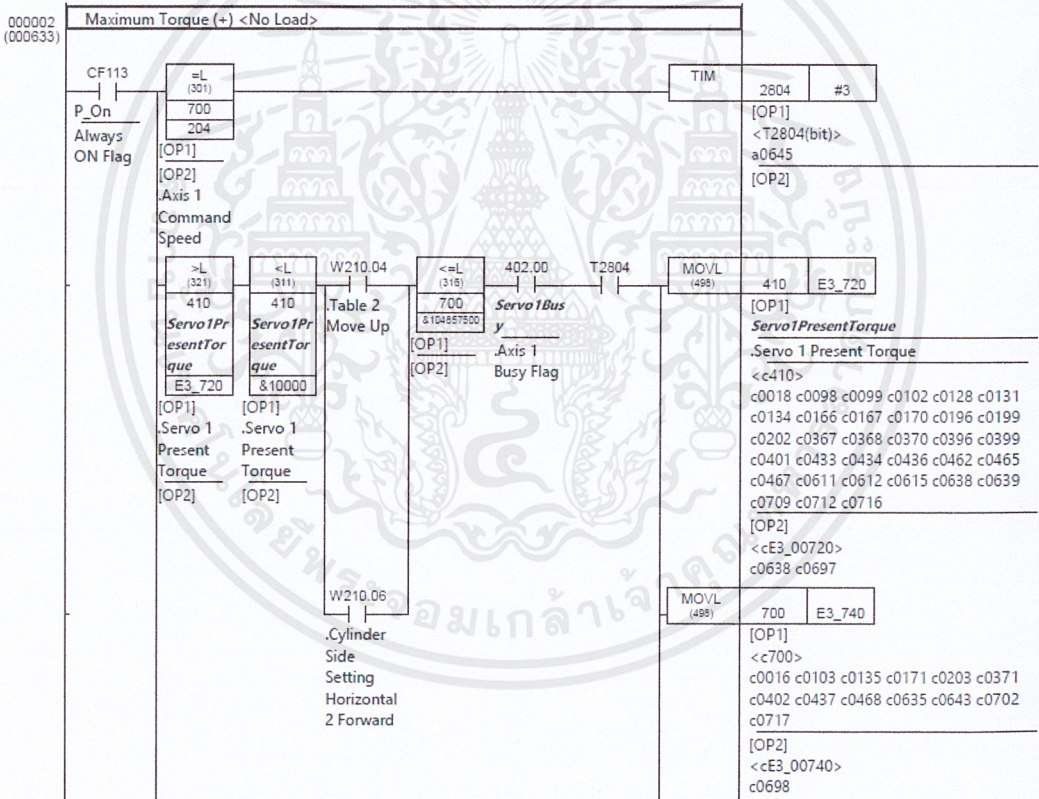 000002
(000633)
Maximum Torque (+) <No Load>
CF113
P_On
Always
ON Flag
=L
(301)
700
204
[OP1]
[OP2]
.Axis 1
Command
Speed
TIM
2804
#3
[OP1]
<T2804(bit)>
a0645
[OP2]
>L
(321)
410
Servo1Pr
esentTor
que
E3_720
[OP1]
.Servo 1
Present
Torque
[OP2]
<L
(311)
410
Servo1Pr
esentTor
que
&10000
[OP1]
.Servo 1
Present
Torque
[OP2]
W210.04
.Table 2
Move Up
<=L
(316)
700
&104857500
[OP1]
[OP2]
402.00
Servo1Bus
y
.Axis 1
Busy Flag
T2804
MOVL
(498)
410
E3_720
[OP1]
Servo1PresentTorque
.Servo 1 Present Torque
<c410>
c0018 c0098 c0099 c0102 c0128 c0131
c0134 c0166 c0167 c0170 c0196 c0199
c0202 c0367 c0368 c0370 c0396 c0399
c0401 c0433 c0434 c0436 c0462 c0465
c0467 c0611 c0612 c0615 c0638 c0639
c0709 c0712 c0716
[OP2]
<cE3_00720>
c0638 c0697
W210.06
.Cylinder
Side
Setting
Horizontal
2 Forward
MOVL
(498)
700
E3_740
[OP1]
<c700>
c0016 c0103 c0135 c0171 c0203 c0371
c0402 c0437 c0468 c0635 c0643 c0702
c0717
[OP2]
<cE3_00740>
c0698